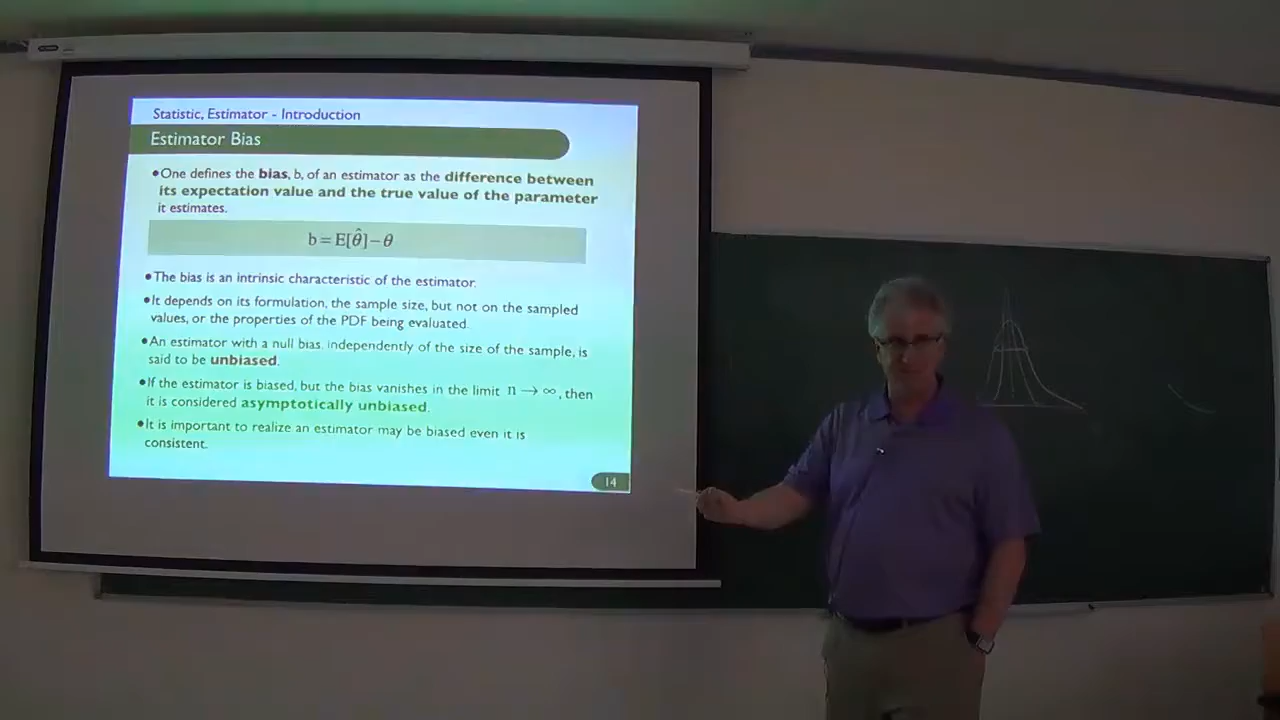 Statistic, Estimator - Introduction
Estimator Bias
•One defines the bias, b, of an estimator as the difference between
its expectation value and the true value of the parameter
it estimates.
b = E[θ̂] − θ
•The bias is an intrinsic characteristic of the estimator.
•It depends on its formulation, the sample size, but not on the sampled
values, or the properties of the PDF being evaluated.
•An estimator with a null bias, independently of the size of the sample, is
said to be unbiased.
•If the estimator is biased, but the bias vanishes in the limit n → ∞, then
it is considered asymptotically unbiased.
•It is important to realize an estimator may be biased even it is
consistent.
14